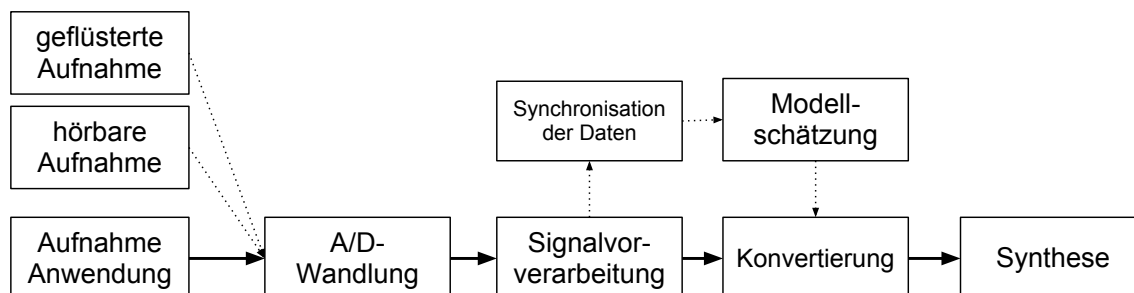 geflüsterte
Aufnahme
hörbare
Aufnahme
Synchronisation
der Daten
Modell-
schätzung
Aufnahme
Anwendung
A/D-
Wandlung
Signalvor-
verarbeitung
Konvertierung
Synthese